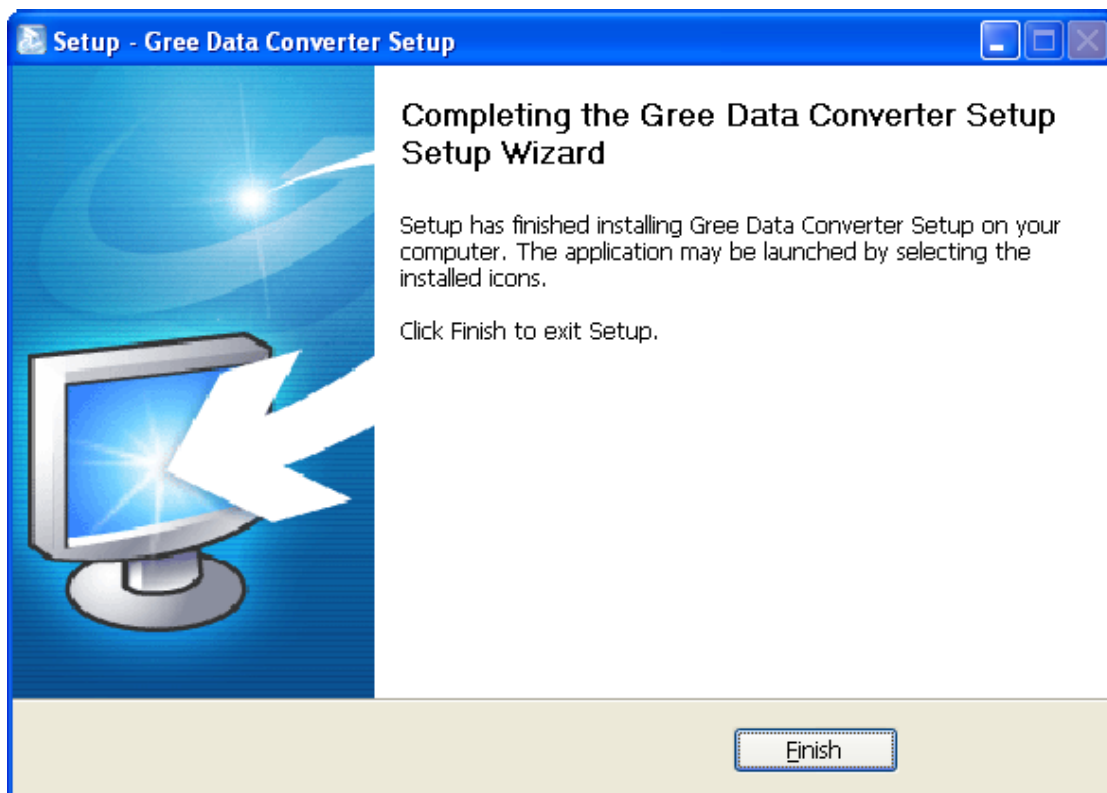 Setup - Gree Data Converter Setup
Completing the Gree Data Converter Setup
Setup Wizard
Setup has finished installing Gree Data Converter Setup on your
computer. The application may be launched by selecting the
installed icons.
Click Finish to exit Setup.
Finish